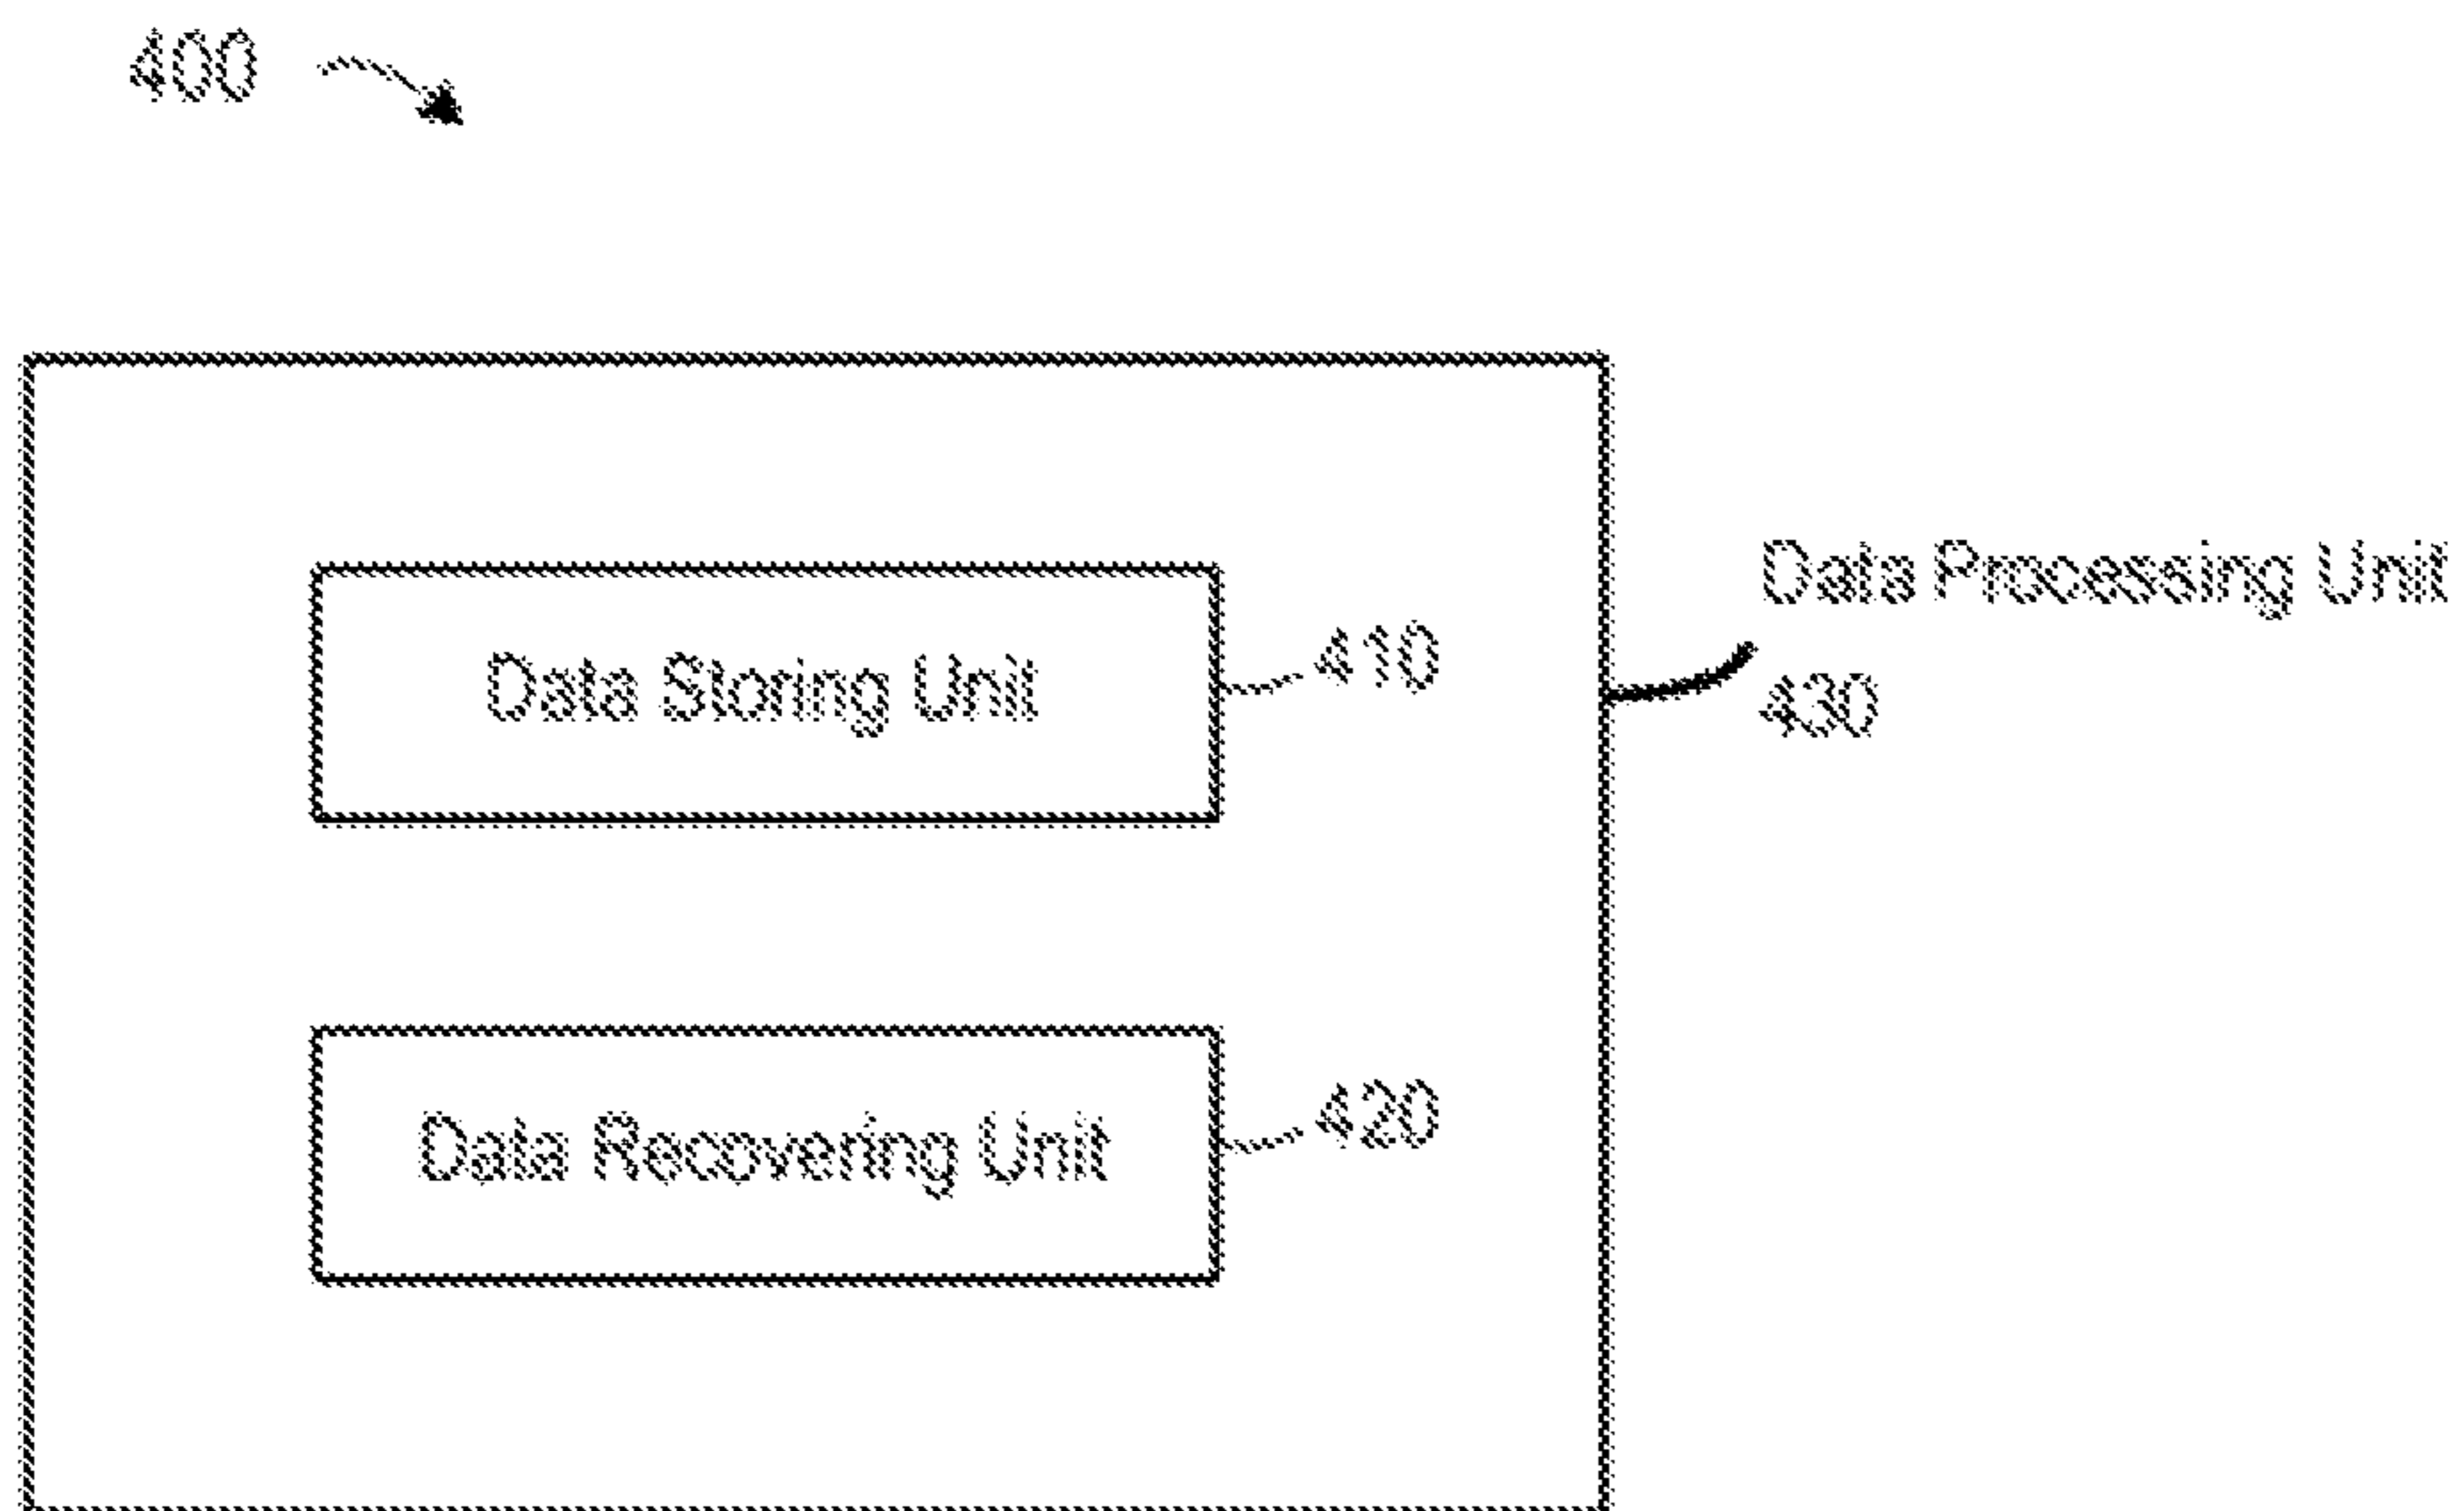 400
Data Processing Unit
Data Storing Unit
410
430
Data Recovering Unit
420